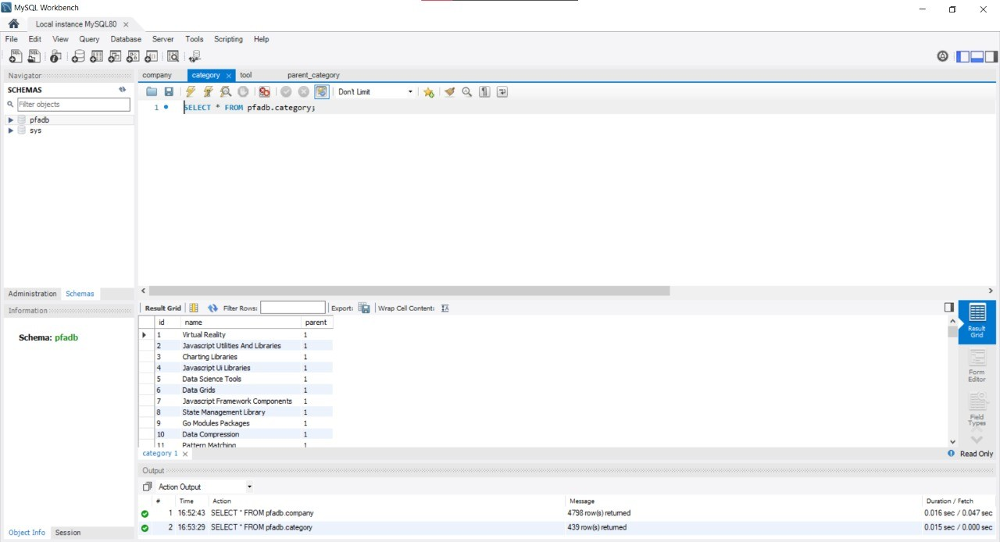 MySQL Workbench
Local instance MySQL80
File Edit View Query Database Server Tools Scripting Help
Navigator
SCHEMAS
Filter objects
pfadb
sys
Administration Schemas
Information
Schema: pfadb
Object Info Session
company category tool parent_category
Don't Limit
1 SELECT * FROM pfadb.category;
Result Grid Filter Rows: Export: Wrap Cell Content:
id name parent
1 Virtual Reality 1
2 Javascript Utilities And Libraries 1
3 Charting Libraries 1
4 Javascript Ui Libraries 1
5 Data Science Tools 1
6 Data Grids 1
7 Javascript Framework Components 1
8 State Management Library 1
9 Go Modules Packages 1
10 Data Compression 1
11 Pattern Matching 1
Result Grid
Form Editor
Field Types
category 1
Read Only
Output
Action Output
# Time Action Message Duration / Fetch
1 16:52:43 SELECT * FROM pfadb.company 4798 row(s) returned 0.016 sec / 0.047 sec
2 16:53:29 SELECT * FROM pfadb.category 439 row(s) returned 0.015 sec / 0.000 sec